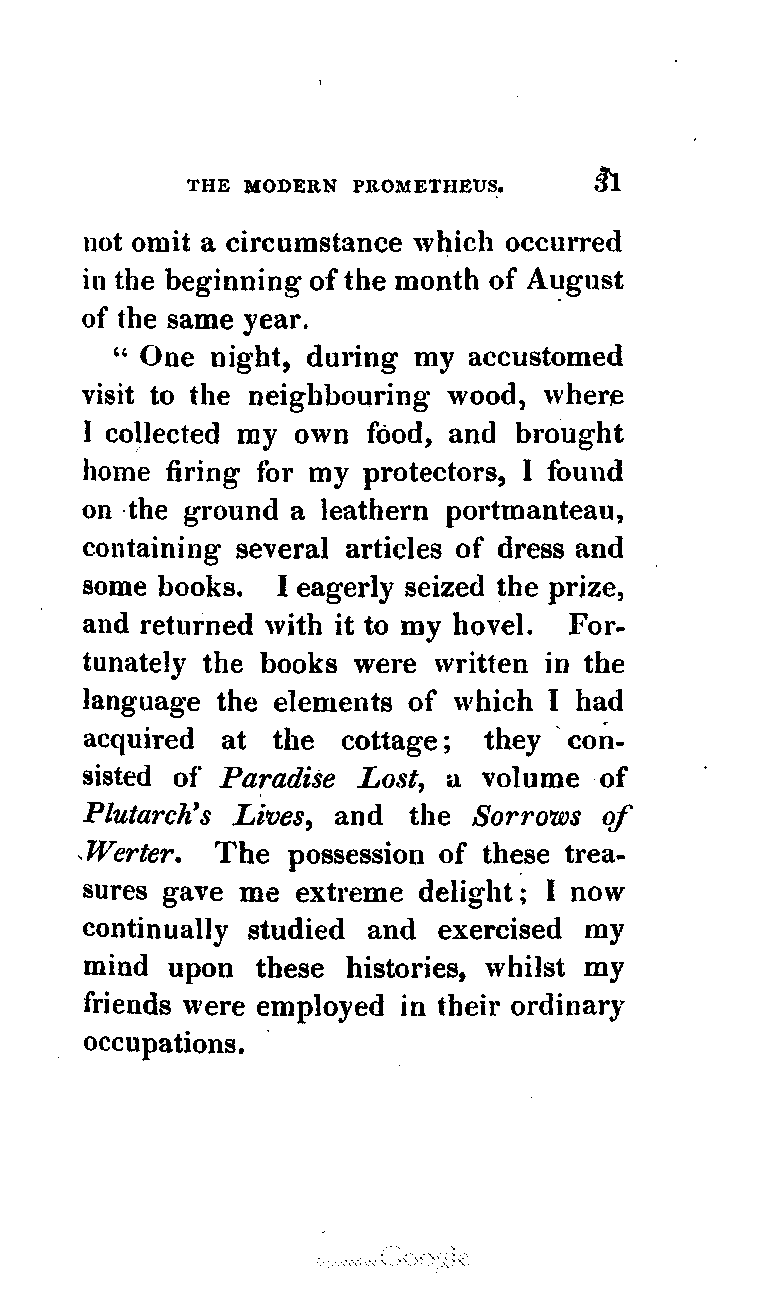 THE MODERN PROMETHEUS. 31
not omit a circumstance which occurred
in the beginning of the month of August
of the same year.
“ One night, during my accustomed
visit to the neighbouring wood, where
I collected my own food, and brought
home firing for my protectors, I found
on the ground a leathern portmanteau,
containing several articles of dress and
some books. I eagerly seized the prize,
and returned with it to my hovel. For-
tunately the books were written in the
language the elements of which I had
acquired at the cottage; they con-
sisted of Paradise Lost, a volume of
Plutarch's Lives, and the Sorrows of
Werter. The possession of these trea-
sures gave me extreme delight; I now
continually studied and exercised my
mind upon these histories, whilst my
friends were employed in their ordinary
occupations.
Google